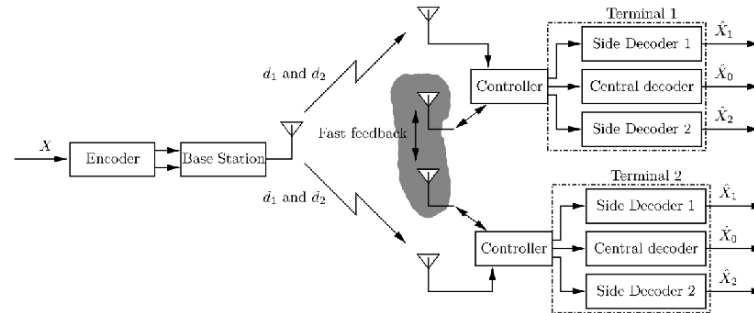 Terminal 1
Side Decoder 1
X̂₁
d₁ and d₂
Controller
Central decoder
X̂₀
Side Decoder 2
X̂₂
Fast feedback
X
Encoder
Base Station
Terminal 2
d₁ and d₂
Side Decoder 1
X̂₁
Controller
Central decoder
X̂₀
Side Decoder 2
X̂₂